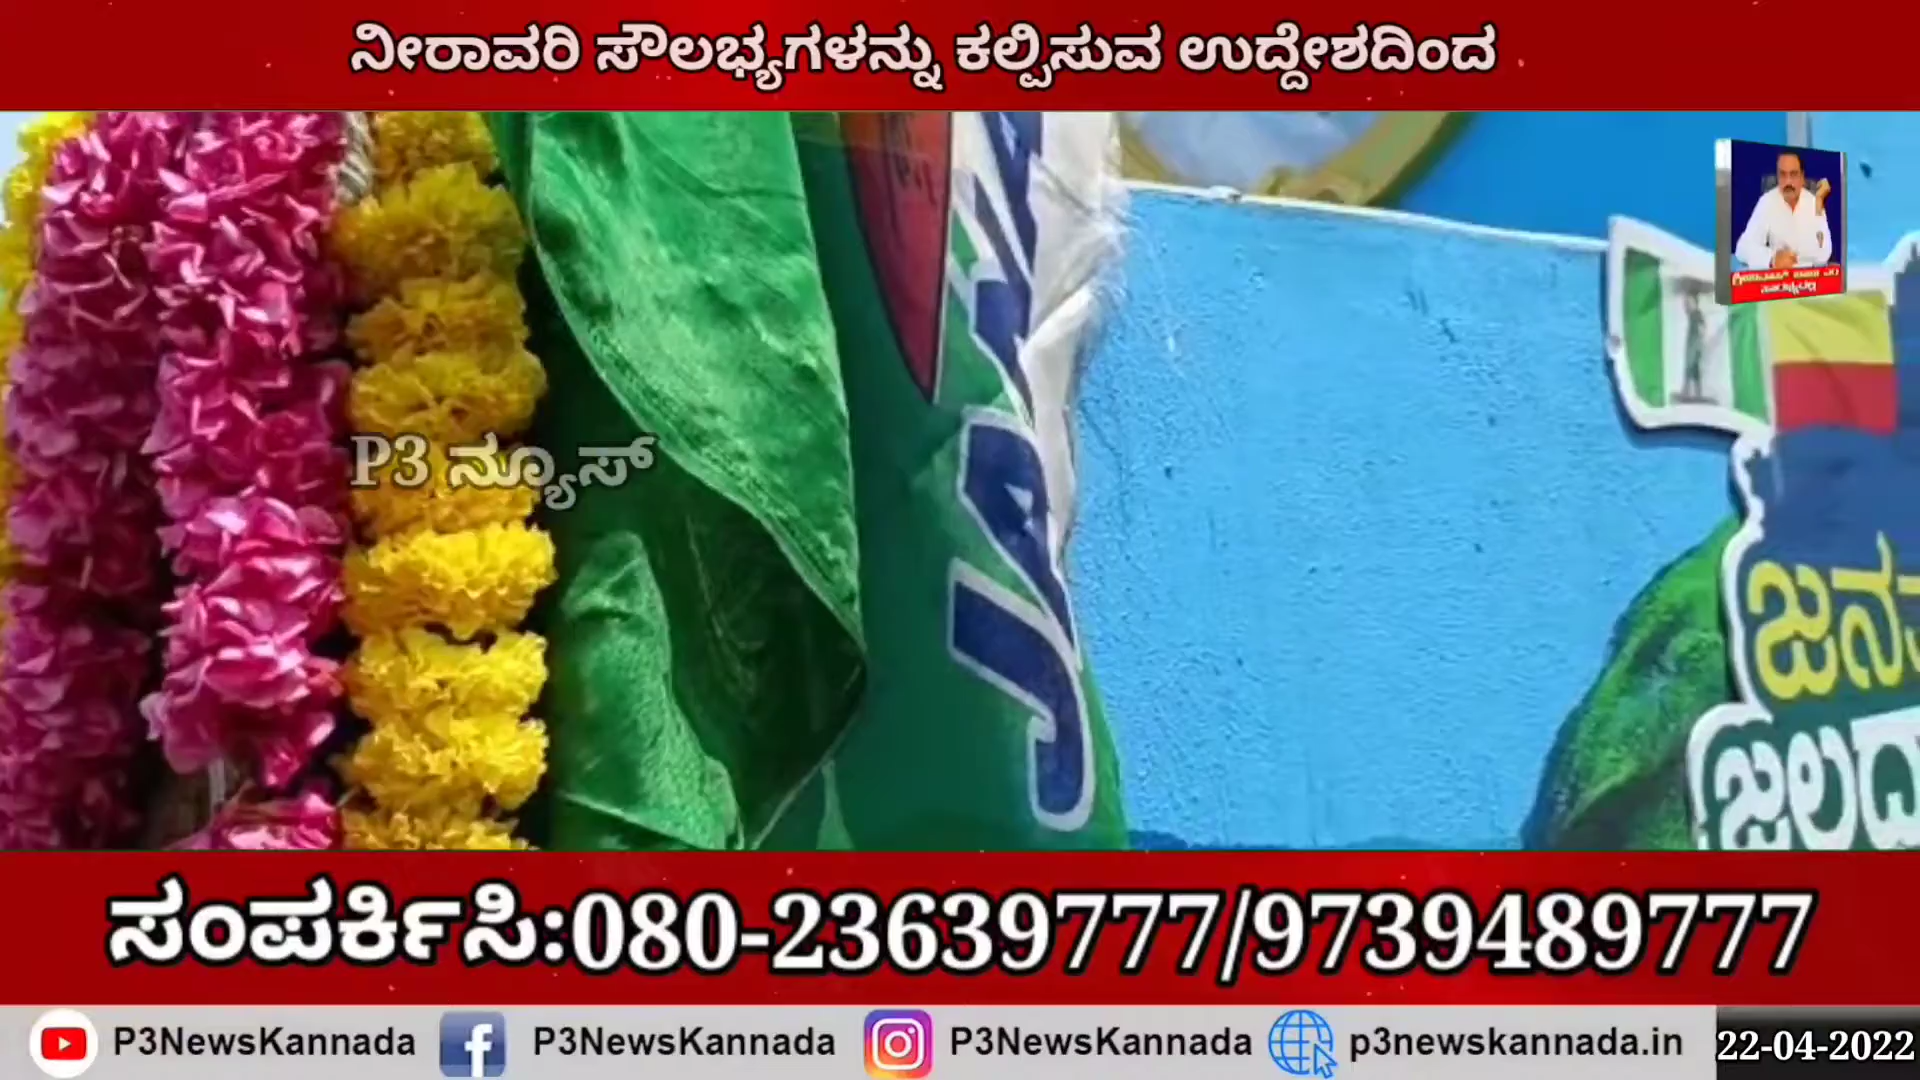 ನೀರಾವರಿ ಸೌಲಭ್ಯಗಳನ್ನು ಕಲ್ಪಿಸುವ ಉದ್ದೇಶದಿಂದ
P3 ನ್ಯೂಸ್
ಜಲದ
ಸಂಪರ್ಕಿಸಿ:080-23639777/9739489777
P3NewsKannada P3NewsKannada P3NewsKannada p3newskannada.in 22-04-2022